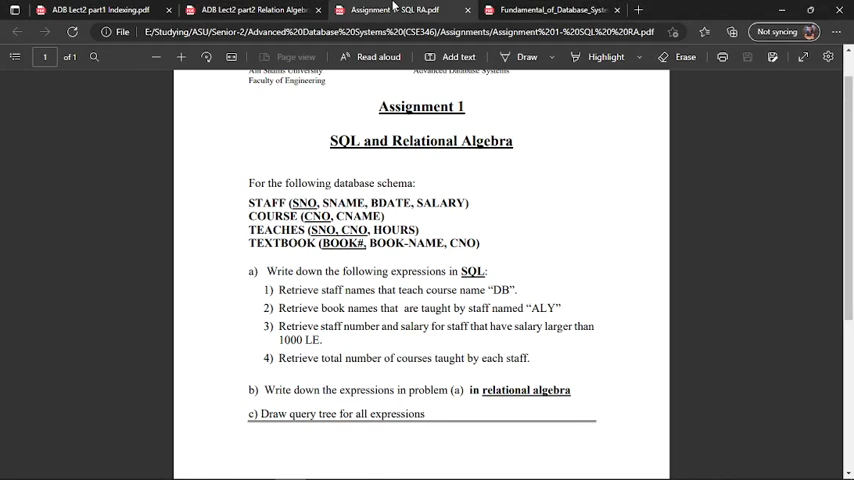 ADB Lect2 part1 Indexing.pdf
ADB Lect2 part2 Relation Algebr
Assignment SQL RA.pdf
Fundamental_of_Database_Syste
File
E:/Studying/ASU/Senior-2/Advanced%20Database%20Systems%20(CSE346)/Assignments/Assignment%201-%20SQL%20%20RA.pdf
Not syncing
1 of 1
Read aloud
Add text
Draw
Highlight
Erase
Ain Shams University
Advanced Database Systems
Faculty of Engineering
Assignment 1
SQL and Relational Algebra
For the following database schema:
STAFF (SNO, SNAME, BDATE, SALARY)
COURSE (CNO, CNAME)
TEACHES (SNO, CNO, HOURS)
TEXTBOOK (BOOK#, BOOK-NAME, CNO)
a) Write down the following expressions in SQL:
1) Retrieve staff names that teach course name “DB”.
2) Retrieve book names that are taught by staff named “ALY”
3) Retrieve staff number and salary for staff that have salary larger than
1000 LE.
4) Retrieve total number of courses taught by each staff.
b) Write down the expressions in problem (a) in relational algebra
c) Draw query tree for all expressions